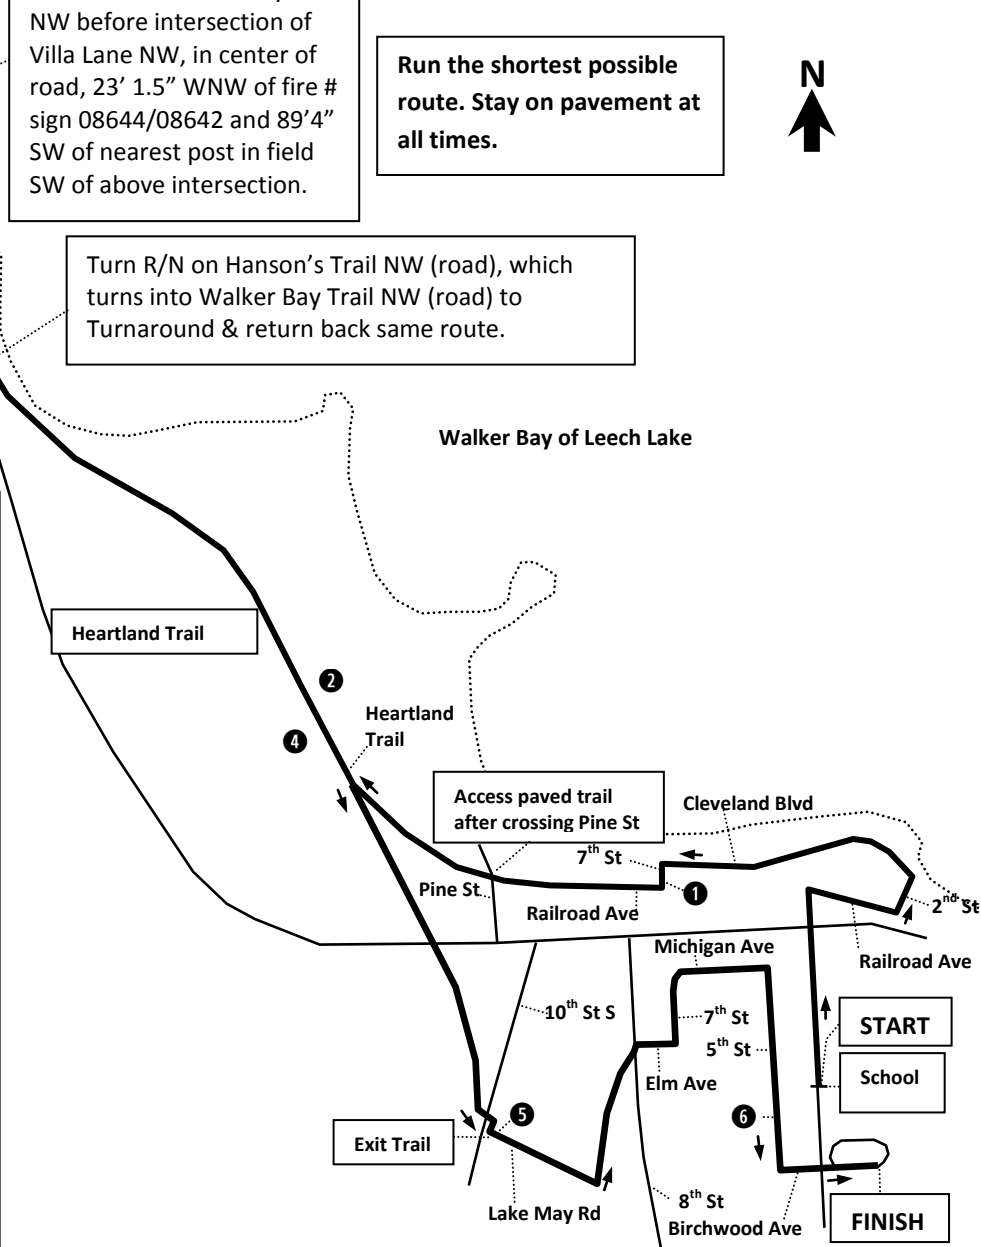 NW before intersection of
Villa Lane NW, in center of
road, 23’ 1.5” WNW of fire #
sign 08644/08642 and 89’4”
SW of nearest post in field
SW of above intersection.
Run the shortest possible
route. Stay on pavement at
all times.
N
Turn R/N on Hanson’s Trail NW (road), which
turns into Walker Bay Trail NW (road) to
Turnaround & return back same route.
Walker Bay of Leech Lake
Heartland Trail
2
4
Heartland
Trail
Access paved trail
after crossing Pine St
Cleveland Blvd
7th St
1
Pine St
Railroad Ave
2nd St
Michigan Ave
Railroad Ave
10th St S
7th St
START
5th St
School
Elm Ave
5
6
Exit Trail
8th St
Lake May Rd
Birchwood Ave
FINISH